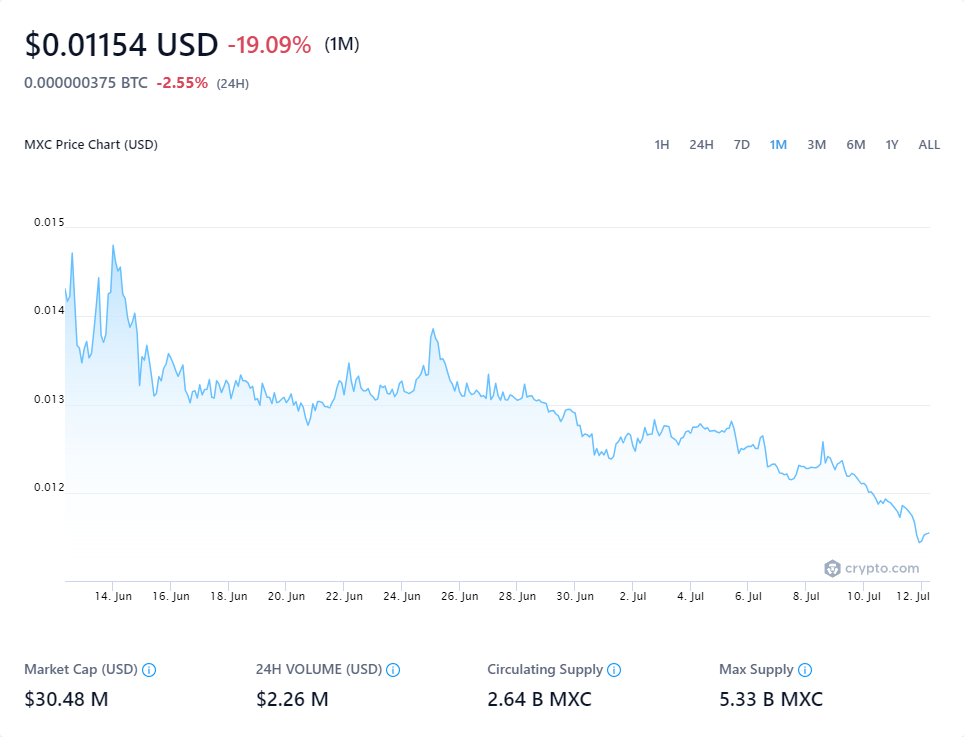 $0.01154 USD -19.09% (1M)
0.000000375 BTC -2.55% (24H)
MXC Price Chart (USD) 1H 24H 7D 1M 3M 6M 1Y ALL
0.015
0.014
0.013
0.012
crypto.com
14. Jun 16. Jun 18. Jun 20. Jun 22. Jun 24. Jun 26. Jun 28. Jun 30. Jun 2. Jul 4. Jul 6. Jul 8. Jul 10. Jul 12. Jul
Market Cap (USD) 24H VOLUME (USD) Circulating Supply Max Supply
$30.48 M $2.26 M 2.64 B MXC 5.33 B MXC